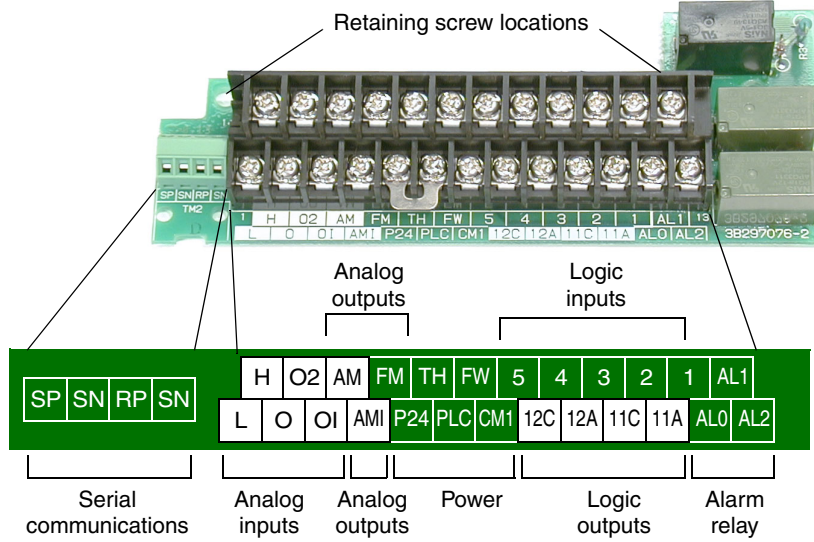 Retaining screw locations
NAiS
R3
SP SN RP SN
TM2
1 H O2 AM FM TH FW 5 4 3 2 1 AL1 13
L O OI AMI P24 PLC CM1 12C 12A 11C 11A AL0 AL2
3B297076-2
Analog outputs
Logic inputs
H O2 AM FM TH FW 5 4 3 2 1 AL1
SP SN RP SN
L O OI AMI P24 PLC CM1 12C 12A 11C 11A AL0 AL2
Serial communications
Analog inputs
Analog outputs
Power
Logic outputs
Alarm relay